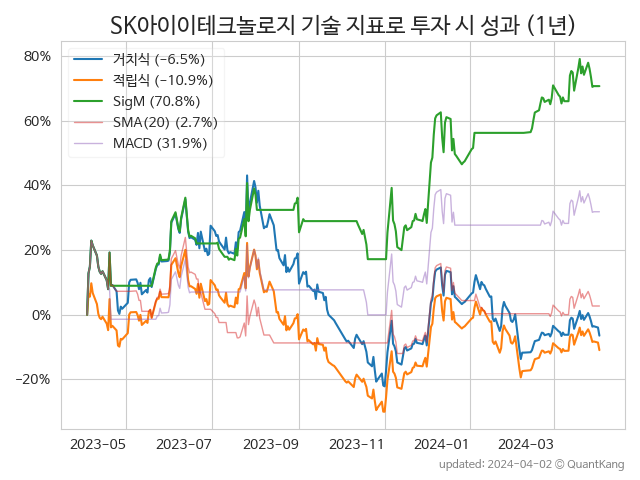 SK아이이테크놀로지 기술 지표로 투자 시 성과 (1년)
거치식 (−6.5%)
적립식 (−10.9%)
SigM (70.8%)
SMA(20) (2.7%)
MACD (31.9%)
80%
60%
40%
20%
0%
−20%
2023-05 2023-07 2023-09 2023-11 2024-01 2024-03
updated: 2024-04-02 © QuantKang